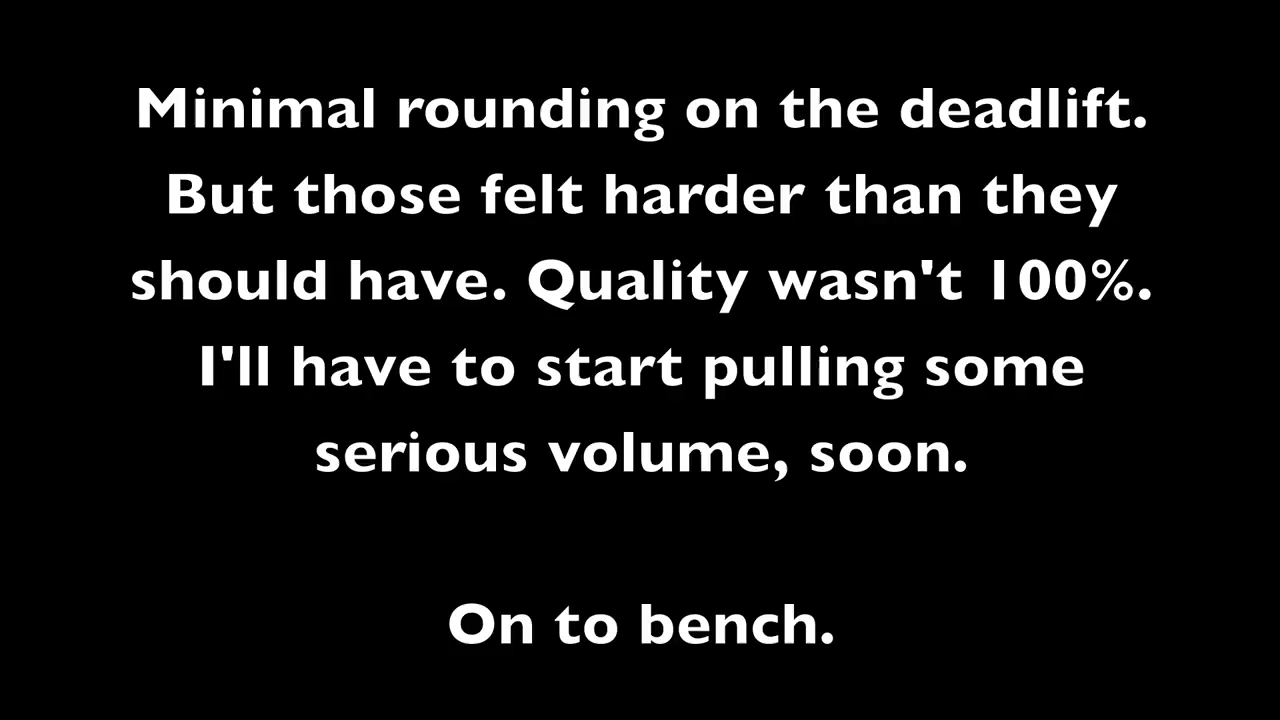 Minimal rounding on the deadlift.
But those felt harder than they
should have. Quality wasn't 100%.
I'll have to start pulling some
serious volume, soon.
On to bench.